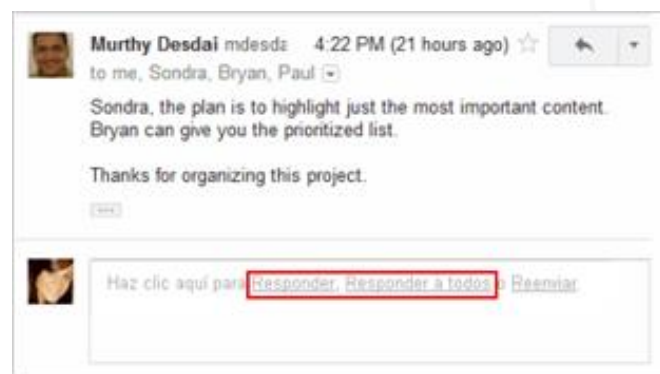 Murthy Desdai mdesda 4:22 PM (21 hours ago)
to me, Sondra, Bryan, Paul
Sondra, the plan is to highlight just the most important content.
Bryan can give you the prioritized list.
Thanks for organizing this project.
Haz clic aquí para Responder, Responder a todos o Reenviar